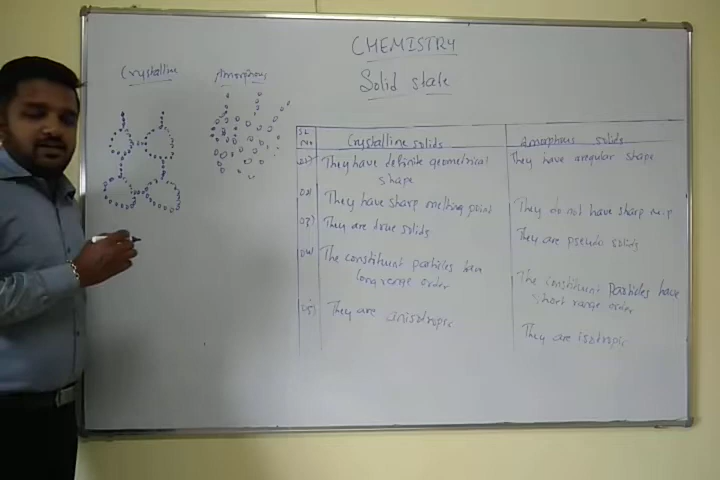 CHEMISTRY
Solid state
Crystalline
Amorphous
SL
NO
Crystalline solids
Amorphous solids
01)
They have definite geometrical
shape
They have irregular shape
02)
They have sharp melting point
They do not have sharp m.p
03)
They are true solids
They are pseudo solids
04)
The constituent particles have
long range order
The constituent particles have
short range order
05)
They are anisotropic
They are isotropic